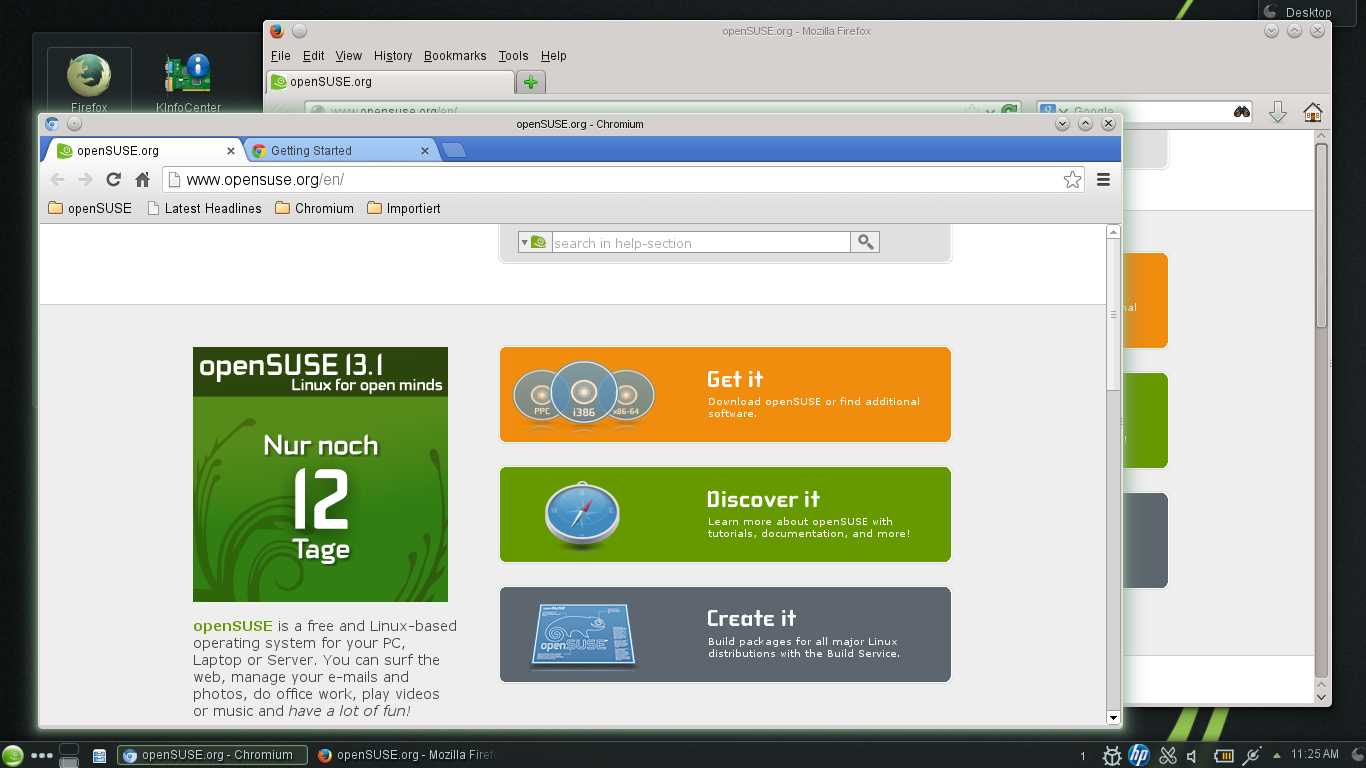 Desktop
openSUSE.org - Mozilla Firefox
File Edit View History Bookmarks Tools Help
openSUSE.org
Firefox
KInfoCenter
www.opensuse.org/en/
Google
openSUSE.org - Chromium
openSUSE.org
Getting Started
www.opensuse.org/en/
openSUSE
Latest Headlines
Chromium
Importiert
search in help-section
openSUSE 13.1
Linux for open minds
Nur noch
12
Tage
openSUSE is a free and Linux-based
operating system for your PC,
Laptop or Server. You can surf the
web, manage your e-mails and
photos, do office work, play videos
or music and have a lot of fun!
PPC
i386
x86-64
Get it
Download openSUSE or find additional
software.
Discover it
Learn more about openSUSE with
tutorials, documentation, and more!
openSUSE
Create it
Build packages for all major Linux
distributions with the Build Service.
nal
!
openSUSE.org - Chromium
openSUSE.org - Mozilla Firef
1
hp
11:25 AM